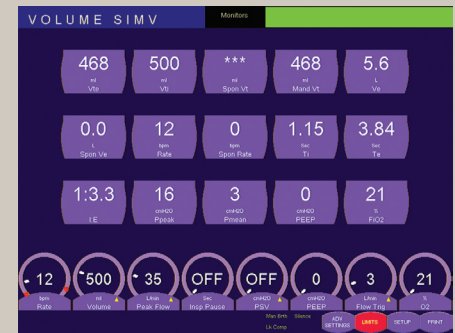 VOLUME SIMV
Monitors
468 500 *** 468 5.6
ml ml ml ml L
Vte Vti Spon Vt Mand Vt Ve
0.0 12 0 1.15 3.84
L bpm bpm Sec Sec
Spon Ve Rate Spon Rate Ti Te
1:3.3 16 3 0 21
cmH2O cmH2O cmH2O %
I:E Ppeak Pmean PEEP FiO2
12 500 35 OFF OFF 0 3 21
bpm ml L/min Sec cmH2O cmH2O L/min %
Rate Volume Peak Flow Insp Pause PSV PEEP Flow Trig O2
Man Brth Silence
Lk Comp
ADV SETTINGS LIMITS SETUP PRINT